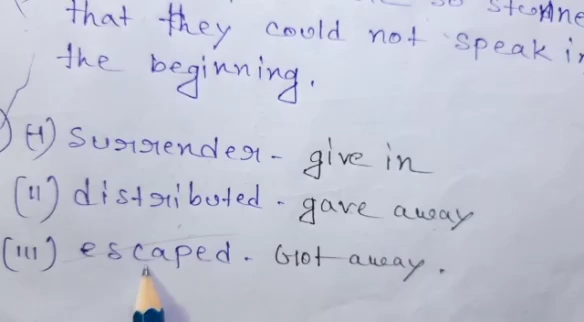 so
that they could not speak in
the beginning.
(i) Surrender - give in
(ii) distributed - gave away
(iii) escaped - Got away.